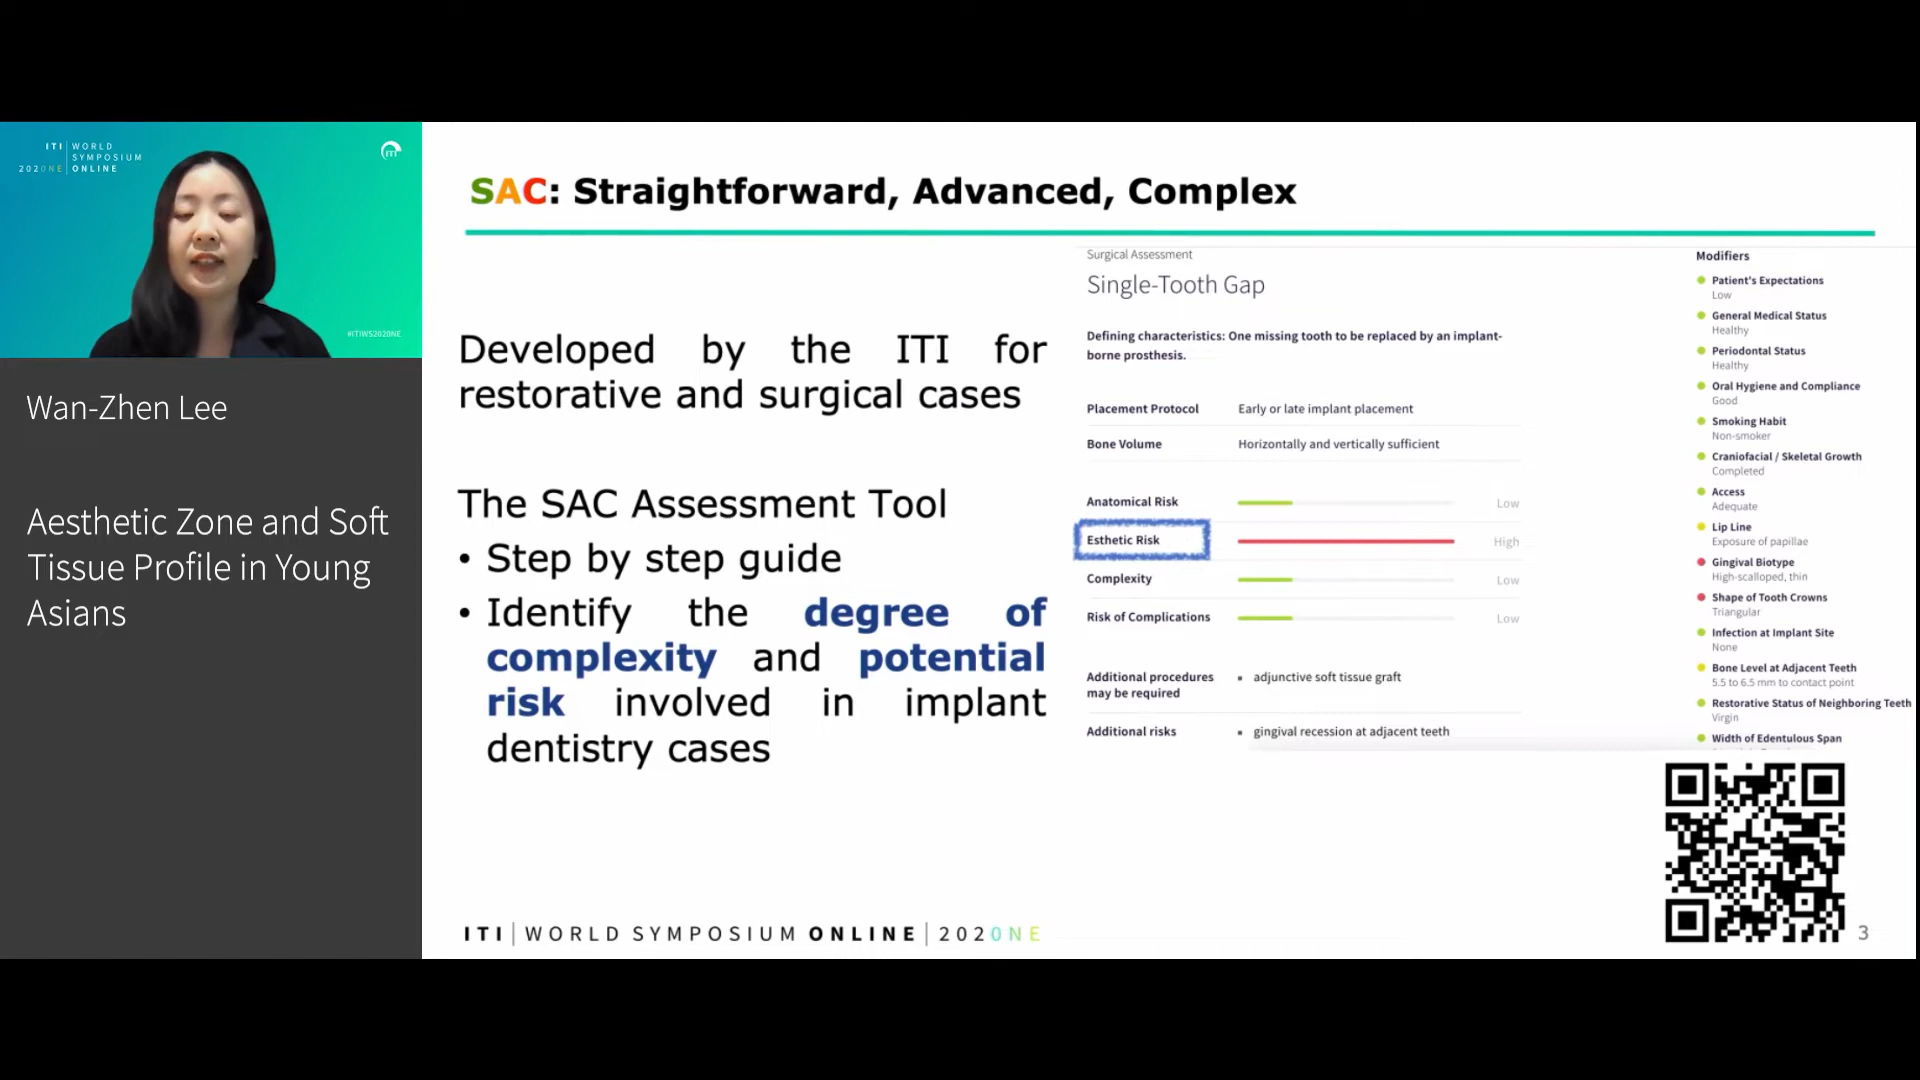 ITI WORLD
SYMPOSIUM
2020NE ONLINE
iTi
#ITIWS2020NE
Wan-Zhen Lee
Aesthetic Zone and Soft
Tissue Profile in Young
Asians
SAC: Straightforward, Advanced, Complex
Developed by the ITI for
restorative and surgical cases
The SAC Assessment Tool
• Step by step guide
• Identify the degree of
complexity and potential
risk involved in implant
dentistry cases
Surgical Assessment
Single-Tooth Gap
Defining characteristics: One missing tooth to be replaced by an implant-
borne prosthesis.
Placement Protocol Early or late implant placement
Bone Volume Horizontally and vertically sufficient
Anatomical Risk Low
Esthetic Risk High
Complexity Low
Risk of Complications Low
Additional procedures
may be required
▪ adjunctive soft tissue graft
Additional risks ▪ gingival recession at adjacent teeth
Modifiers
Patient's Expectations
Low
General Medical Status
Healthy
Periodontal Status
Healthy
Oral Hygiene and Compliance
Good
Smoking Habit
Non-smoker
Craniofacial / Skeletal Growth
Completed
Access
Adequate
Lip Line
Exposure of papillae
Gingival Biotype
High-scalloped, thin
Shape of Tooth Crowns
Triangular
Infection at Implant Site
None
Bone Level at Adjacent Teeth
5.5 to 6.5 mm to contact point
Restorative Status of Neighboring Teeth
Virgin
Width of Edentulous Span
ITI | WORLD SYMPOSIUM ONLINE | 2020NE
3